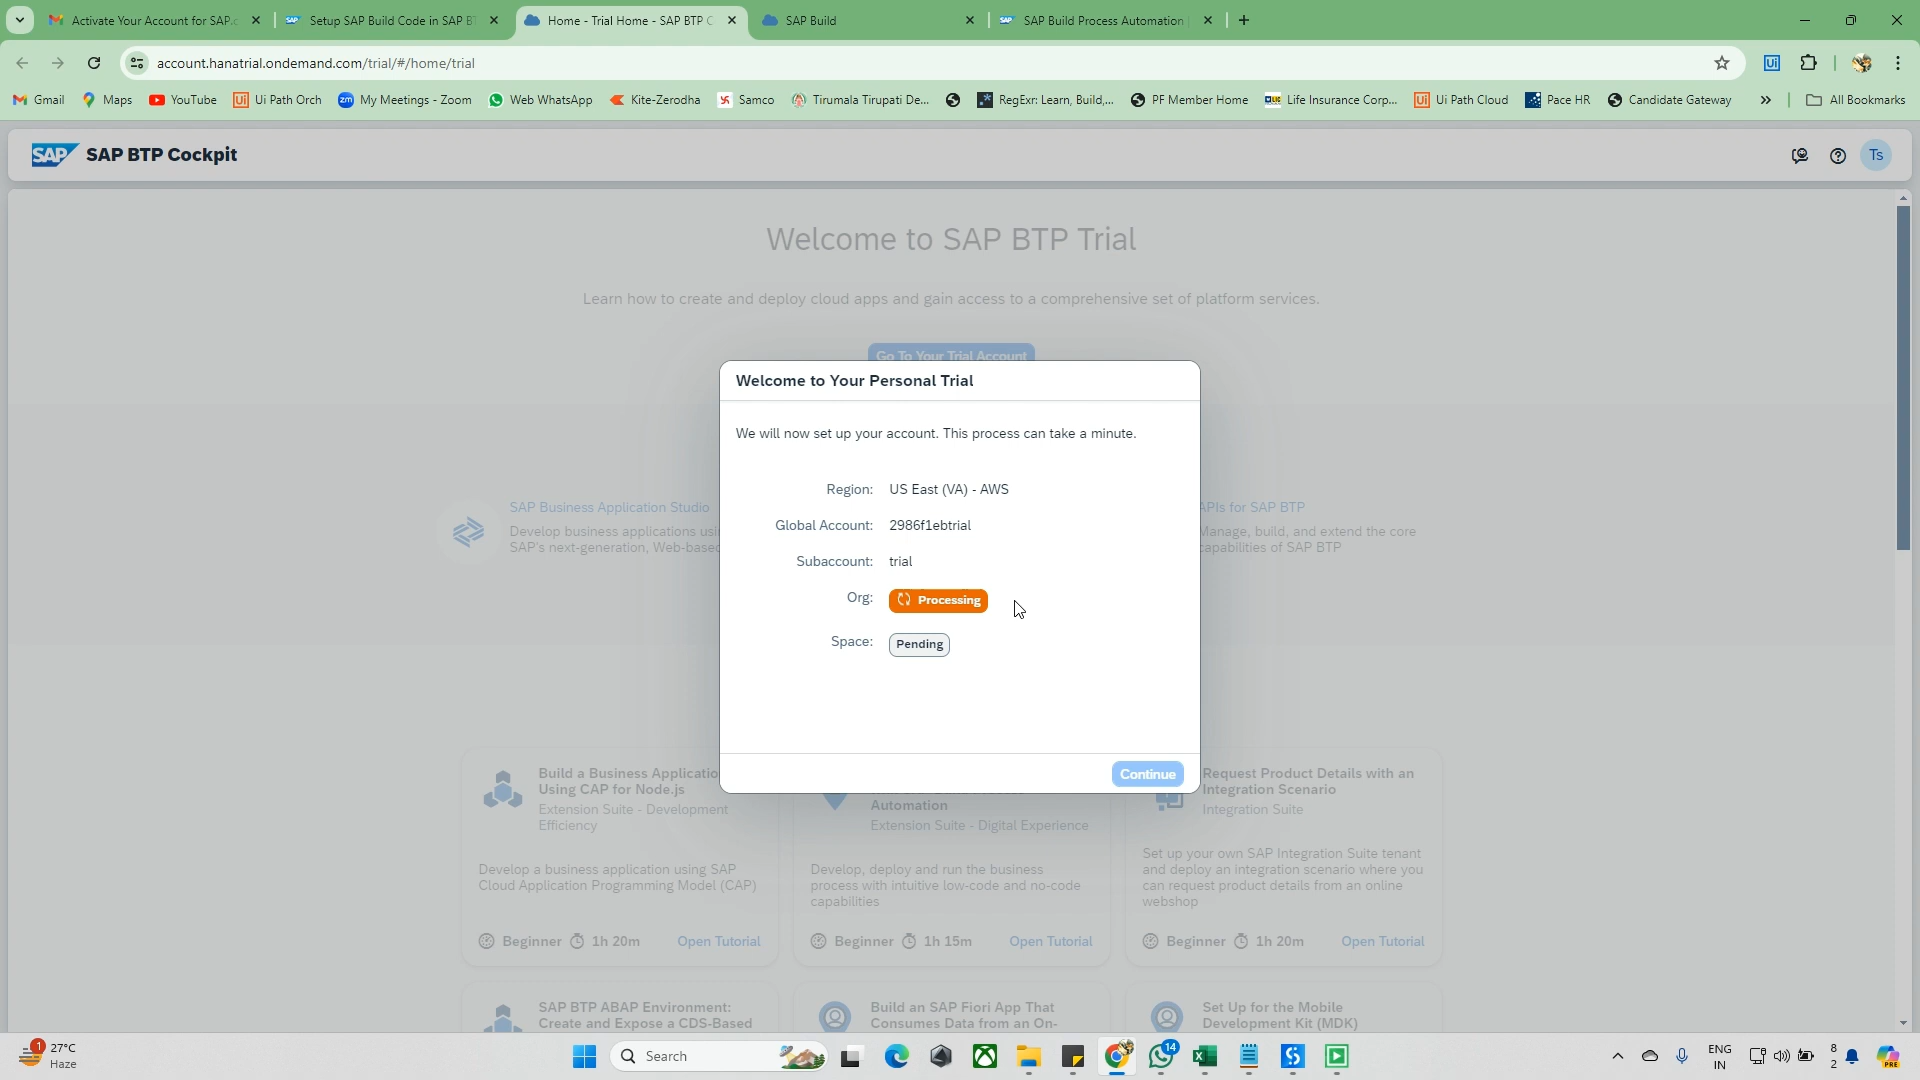 Activate Your Account for SAP.c
Setup SAP Build Code in SAP BT
Home - Trial Home - SAP BTP C
SAP Build
SAP Build Process Automation
account.hanatrial.ondemand.com/trial/#/home/trial
Gmail
Maps
YouTube
Ui Path Orch
My Meetings - Zoom
Web WhatsApp
Kite-Zerodha
Samco
Tirumala Tirupati De...
RegExr: Learn, Build,...
PF Member Home
Life Insurance Corp...
Ui Path Cloud
Pace HR
Candidate Gateway
All Bookmarks
SAP SAP BTP Cockpit
Ts
Welcome to SAP BTP Trial
Learn how to create and deploy cloud apps and gain access to a comprehensive set of platform services.
Go To Your Trial Account
Welcome to Your Personal Trial
We will now set up your account. This process can take a minute.
Region: US East (VA) - AWS
Global Account: 2986f1ebtrial
Subaccount: trial
Org: Processing
Space: Pending
Continue
SAP Business Application Studio
Develop business applications
SAP's next-generation, Web-based
APIs for SAP BTP
Manage, build, and extend the core
capabilities of SAP BTP
Build a Business
Using CAP for Node.js
Extension Suite - Development
Efficiency
Develop a business application using SAP
Cloud Application Programming Model (CAP)
Beginner 1h 20m Open Tutorial
Automation
Extension Suite - Digital Experience
Develop, deploy and run the business
process with intuitive low-code and no-code
capabilities
Beginner 1h 15m Open Tutorial
Request Product Details with an
Integration Scenario
Integration Suite
Set up your own SAP Integration Suite tenant
and deploy an integration scenario where you
can request product details from an online
webshop
Beginner 1h 20m Open Tutorial
SAP BTP ABAP Environment:
Create and Expose a CDS-Based
Build an SAP Fiori App That
Consumes Data from an On-
Set Up for the Mobile
Development Kit (MDK)
1
27°C
Haze
Search
14
ENG
IN
8
2
PRE